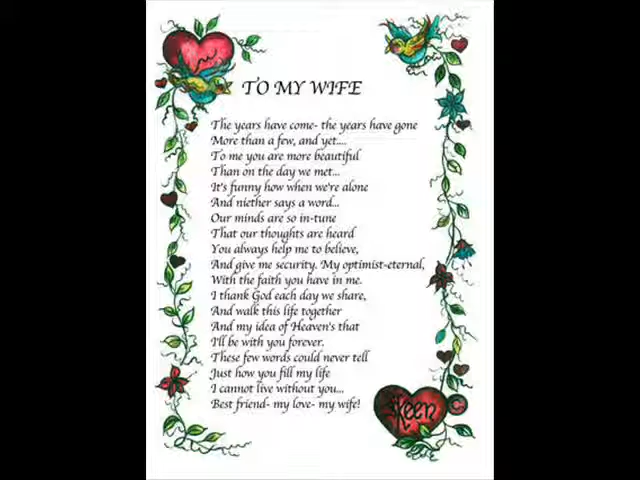 TO MY WIFE
The years have come- the years have gone
More than a few, and yet....
To me you are more beautiful
Than on the day we met...
It's funny how when we're alone
And niether says a word...
Our minds are so in-tune
That our thoughts are heard
You always help me to believe,
And give me security. My optimist-eternal,
With the faith you have in me.
I thank God each day we share,
And walk this life together
And my idea of Heaven's that
I'll be with you forever.
These few words could never tell
Just how you fill my life
I cannot live without you...
Best friend- my love- my wife!
Keen ©